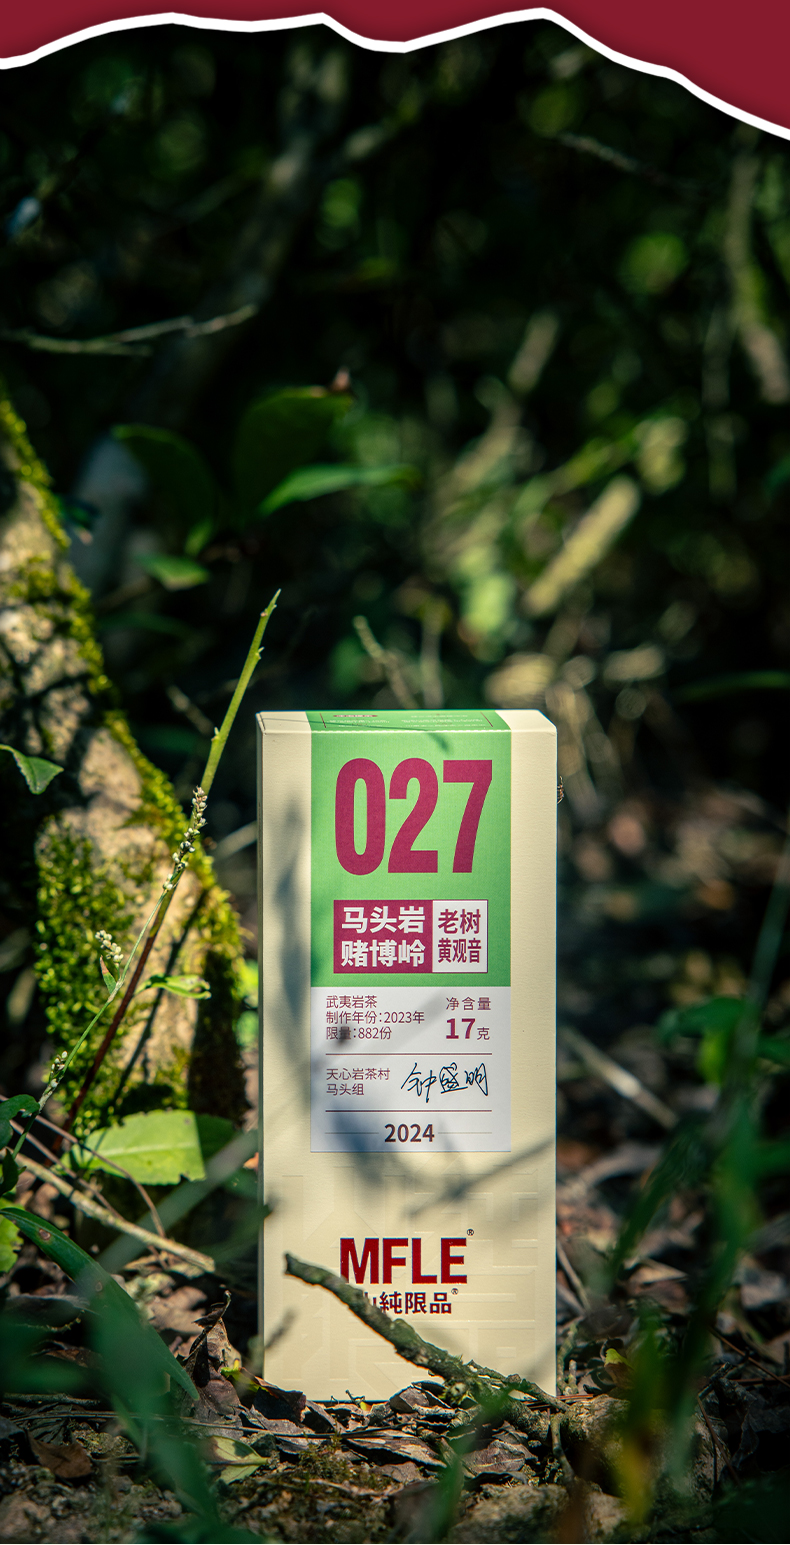 027
马头岩 老树
赌博岭 黄观音
武夷岩茶 净含量
制作年份:2023年 17克
限量:882份
天心岩茶村 钟盛明
马头组
2024
MFLE®
山純限品®